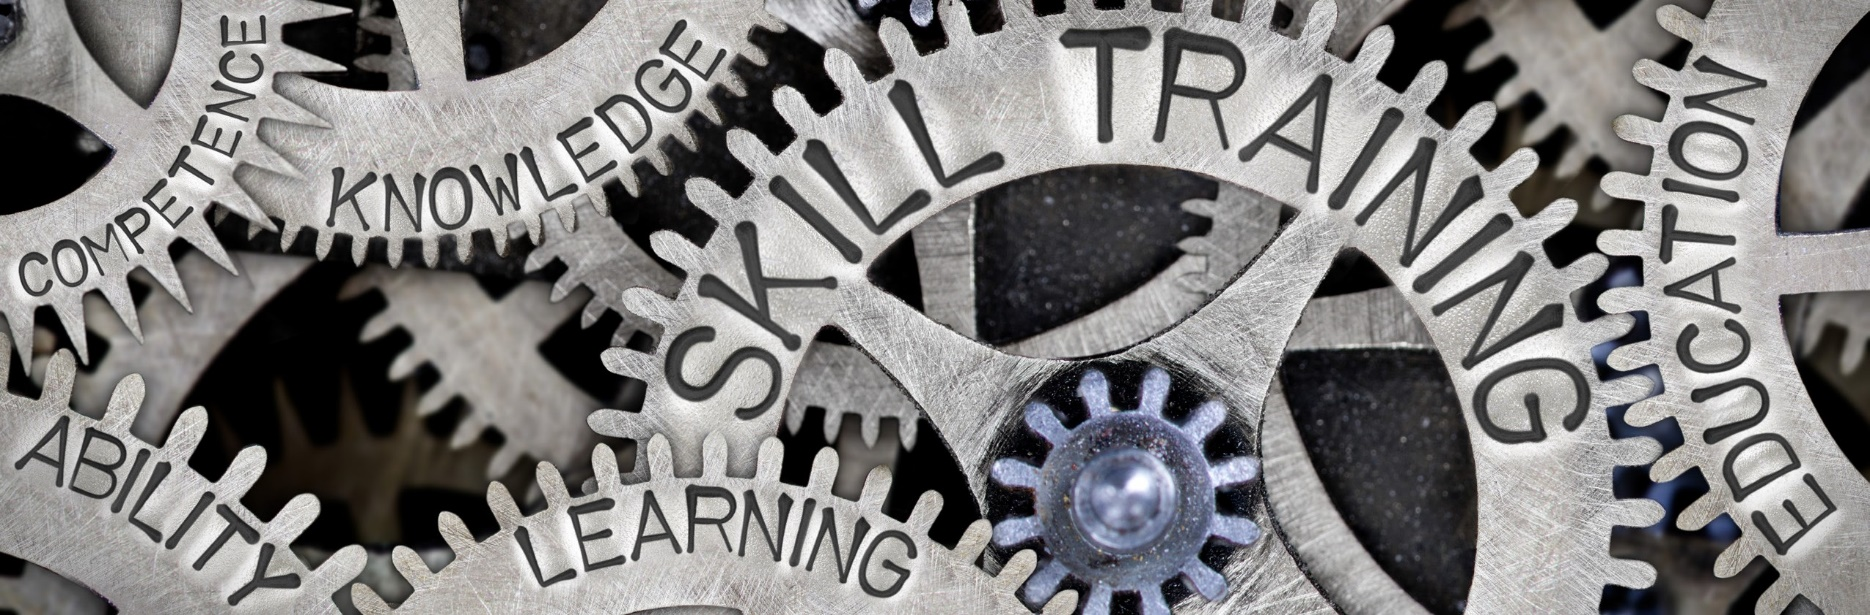 COMPETENCE
KNOWLEDGE
SKILL TRAINING
EDUCATION
ABILITY
LEARNING